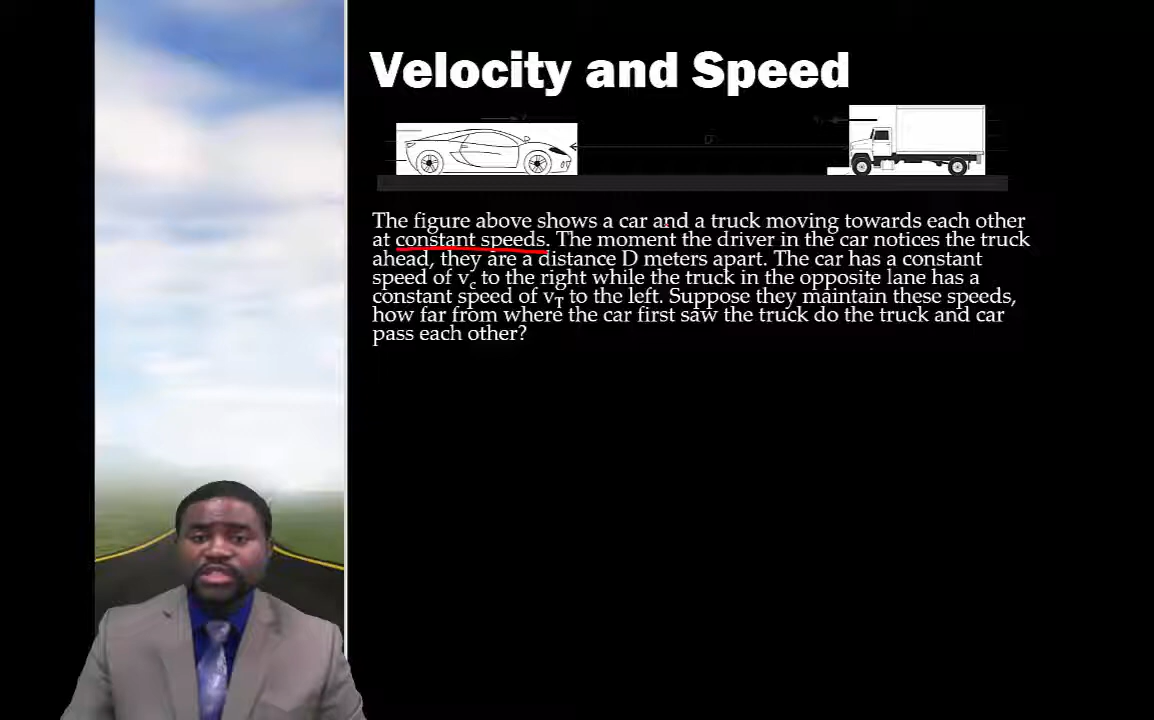 Velocity and Speed
The figure above shows a car and a truck moving towards each other
at constant speeds. The moment the driver in the car notices the truck
ahead, they are a distance D meters apart. The car has a constant
speed of vc to the right while the truck in the opposite lane has a
constant speed of vT to the left. Suppose they maintain these speeds,
how far from where the car first saw the truck do the truck and car
pass each other?